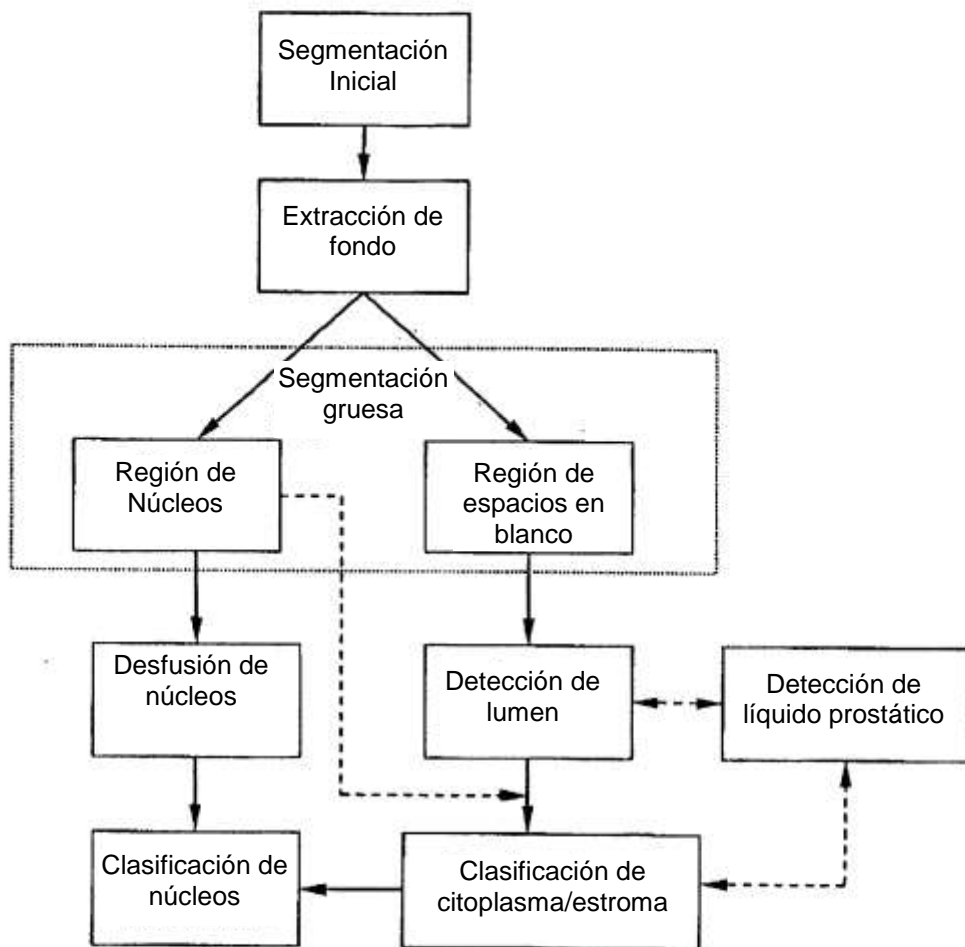 Segmentación
Inicial
Extracción de
fondo
Segmentación
gruesa
Región de
Núcleos
Región de
espacios en
blanco
Desfusión de
núcleos
Detección de
lumen
Detección de
líquido prostático
Clasificación de
núcleos
Clasificación de
citoplasma/estroma